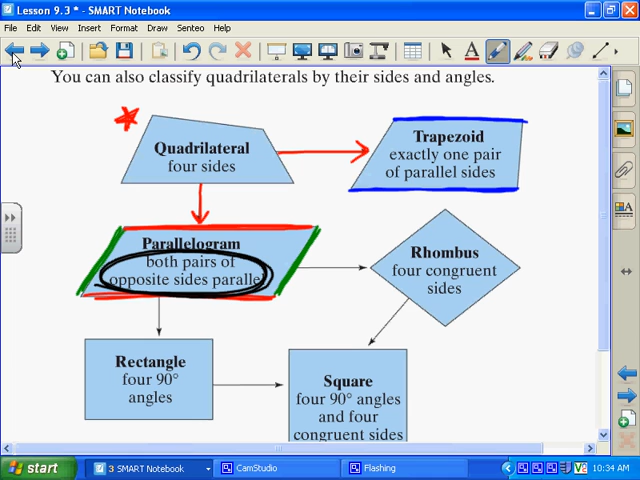 Lesson 9.3 * - SMART Notebook
File Edit View Insert Format Draw Senteo
You can also classify quadrilaterals by their sides and angles.
Quadrilateral
four sides
Trapezoid
exactly one pair
of parallel sides
Parallelogram
both pairs of
opposite sides parallel
Rhombus
four congruent
sides
Rectangle
four 90°
angles
Square
four 90° angles
and four
congruent sides
start
3 SMART Notebook
CamStudio
Flashing
10:34 AM